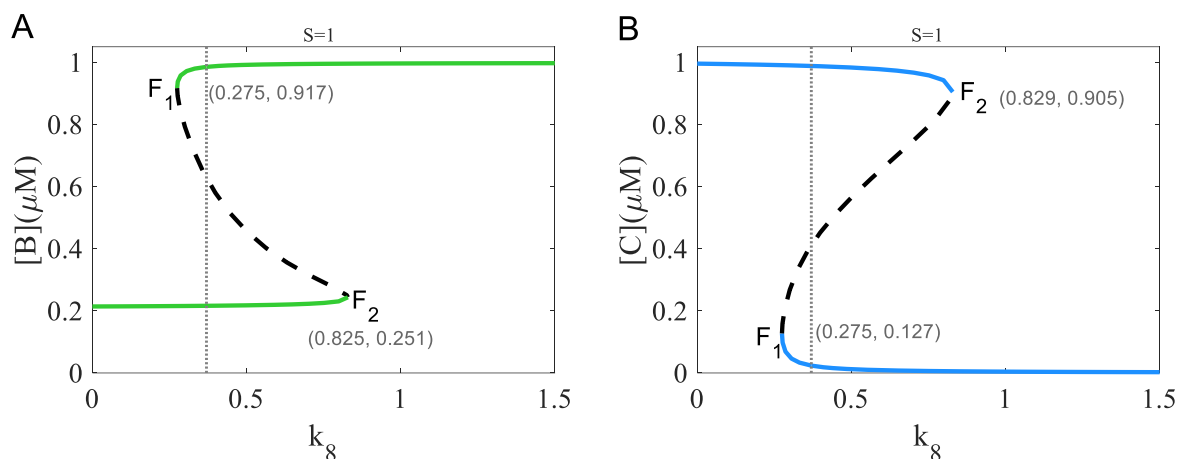 A
S=1
[B](μM)
1
0.8
0.6
0.4
0.2
0
F1
(0.275, 0.917)
F2
(0.825, 0.251)
0
0.5
1
1.5
k8
B
S=1
[C](μM)
1
0.8
0.6
0.4
0.2
0
F2
(0.829, 0.905)
F1
(0.275, 0.127)
0
0.5
1
1.5
k8